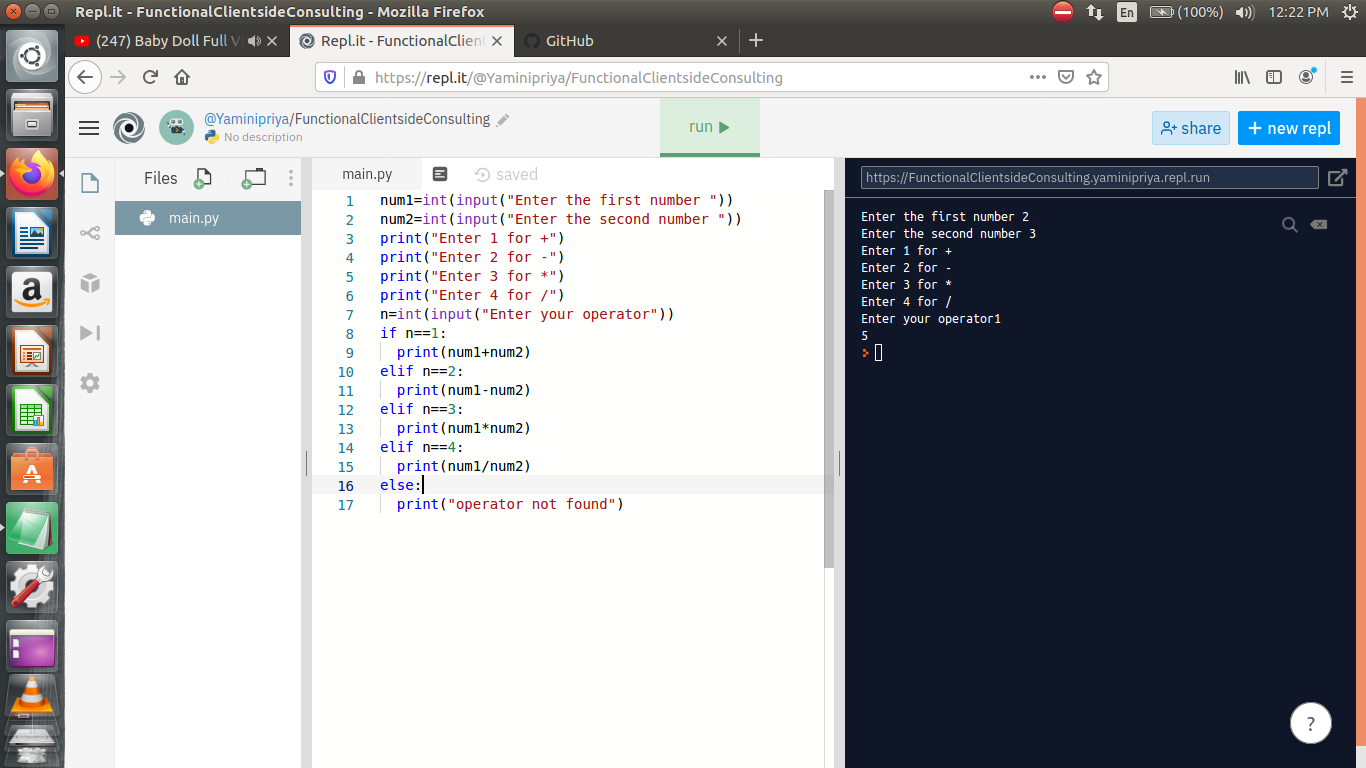 Repl.it - FunctionalClientsideConsulting - Mozilla Firefox
En (100%) 12:22 PM
(247) Baby Doll Full V
Repl.it - FunctionalClien
GitHub
https://repl.it/@Yaminipriya/FunctionalClientsideConsulting
@Yaminipriya/FunctionalClientsideConsulting
No description
run
share
+ new repl
Files
main.py
main.py
saved
1 num1=int(input("Enter the first number "))
2 num2=int(input("Enter the second number "))
3 print("Enter 1 for +")
4 print("Enter 2 for -")
5 print("Enter 3 for *")
6 print("Enter 4 for /")
7 n=int(input("Enter your operator"))
8 if n==1:
9 print(num1+num2)
10 elif n==2:
11 print(num1-num2)
12 elif n==3:
13 print(num1*num2)
14 elif n==4:
15 print(num1/num2)
16 else:
17 print("operator not found")
https://FunctionalClientsideConsulting.yaminipriya.repl.run
Enter the first number 2
Enter the second number 3
Enter 1 for +
Enter 2 for -
Enter 3 for *
Enter 4 for /
Enter your operator1
5
?